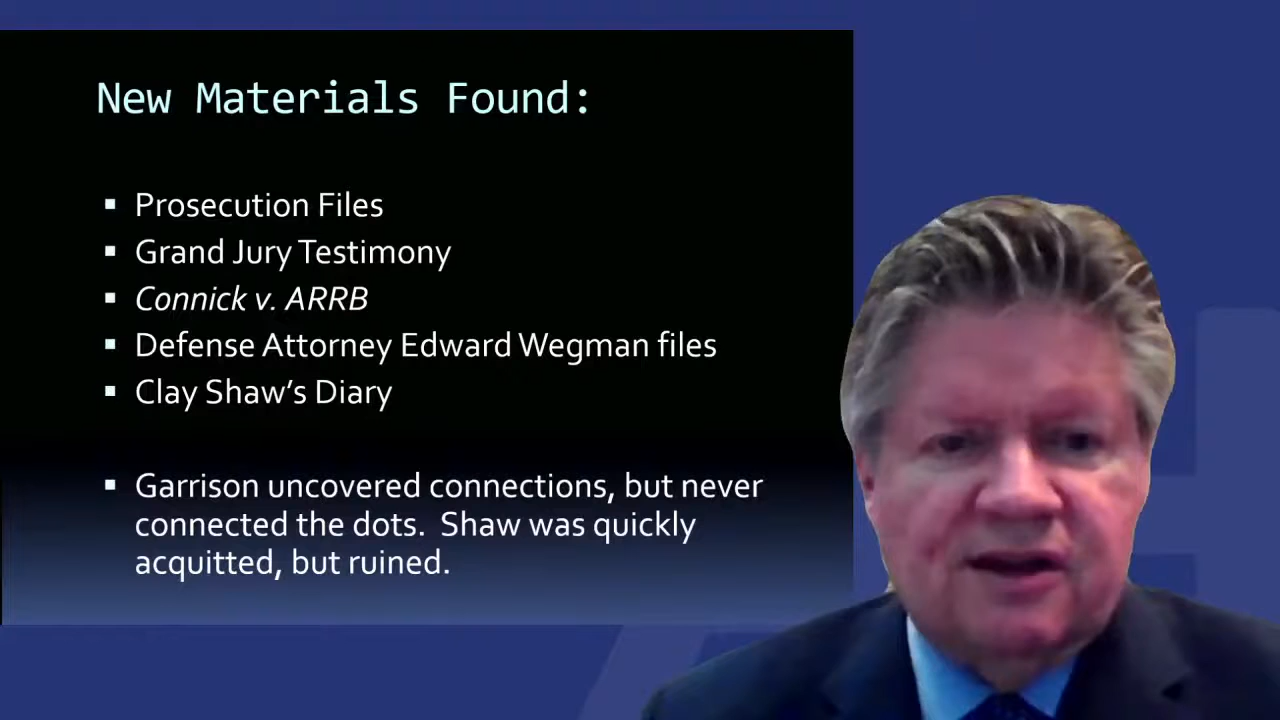 New Materials Found:
▪ Prosecution Files
▪ Grand Jury Testimony
▪ Connick v. ARRB
▪ Defense Attorney Edward Wegman files
▪ Clay Shaw’s Diary
▪ Garrison uncovered connections, but never
connected the dots.  Shaw was quickly
acquitted, but ruined.